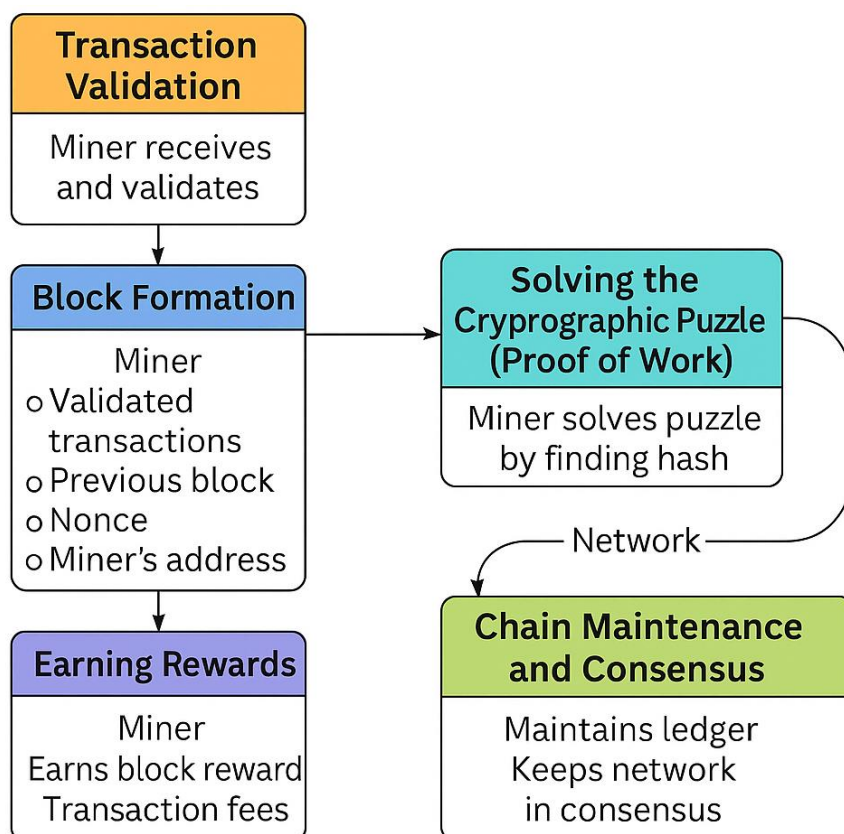 Transaction
Validation
Miner receives
and validates
Block Formation
Miner
Validated
transactions
Previous block
Nonce
Miner’s address
Earning Rewards
Miner
Earns block reward
Transaction fees
Solving the
Cryprographic Puzzle
(Proof of Work)
Miner solves puzzle
by finding hash
Network
Chain Maintenance
and Consensus
Maintains ledger
Keeps network
in consensus